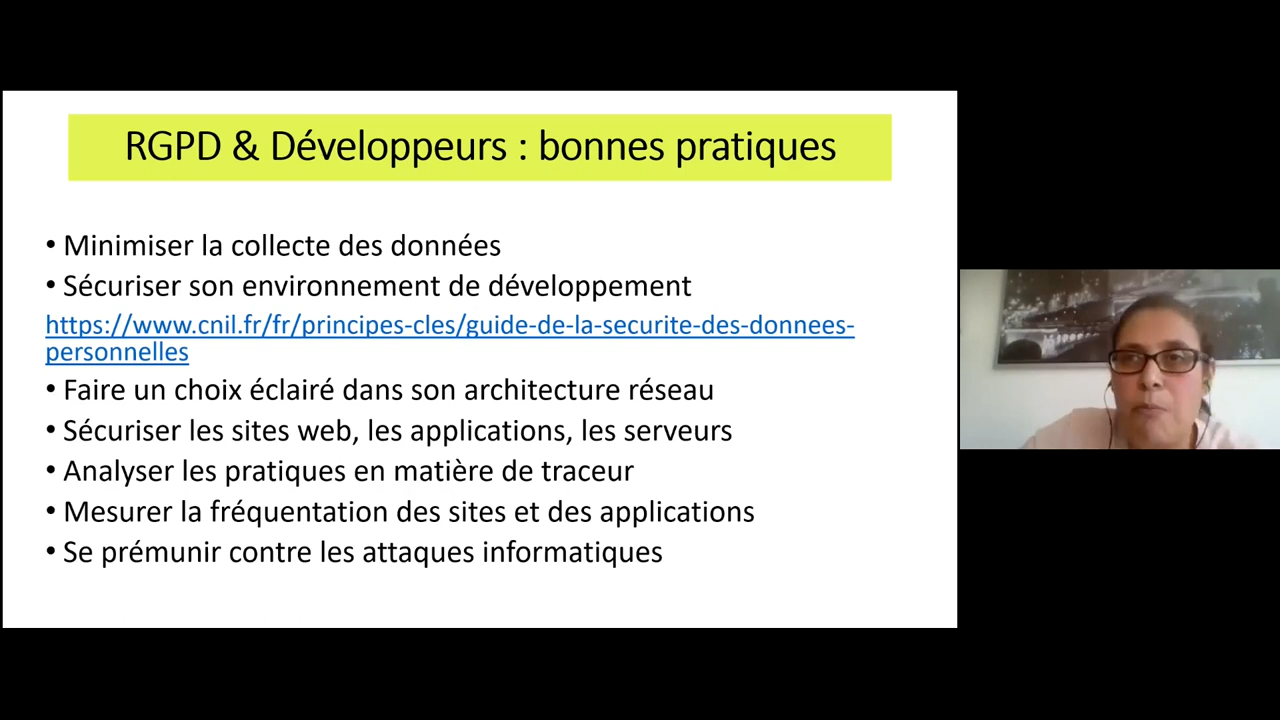 RGPD & Développeurs : bonnes pratiques
• Minimiser la collecte des données
• Sécuriser son environnement de développement
https://www.cnil.fr/fr/principes-cles/guide-de-la-securite-des-donnees-
personnelles
• Faire un choix éclairé dans son architecture réseau
• Sécuriser les sites web, les applications, les serveurs
• Analyser les pratiques en matière de traceur
• Mesurer la fréquentation des sites et des applications
• Se prémunir contre les attaques informatiques